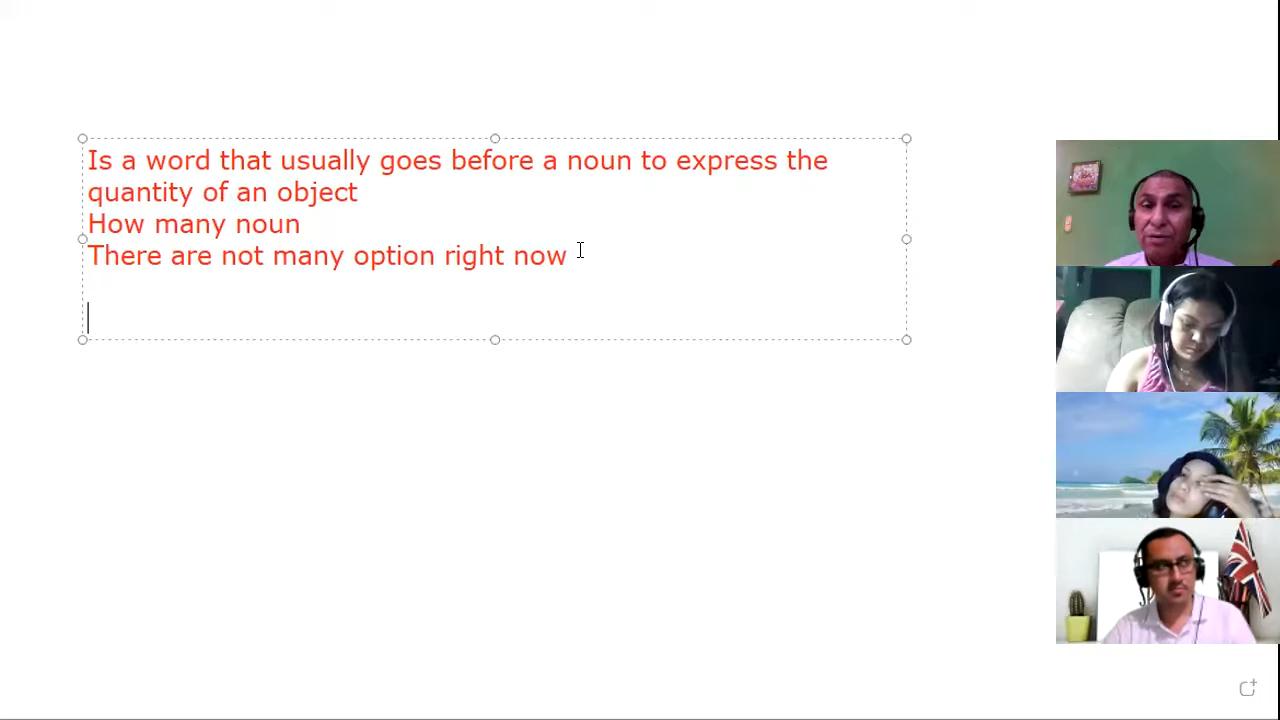 Is a word that usually goes before a noun to express the
quantity of an object
How many noun
There are not many option right now